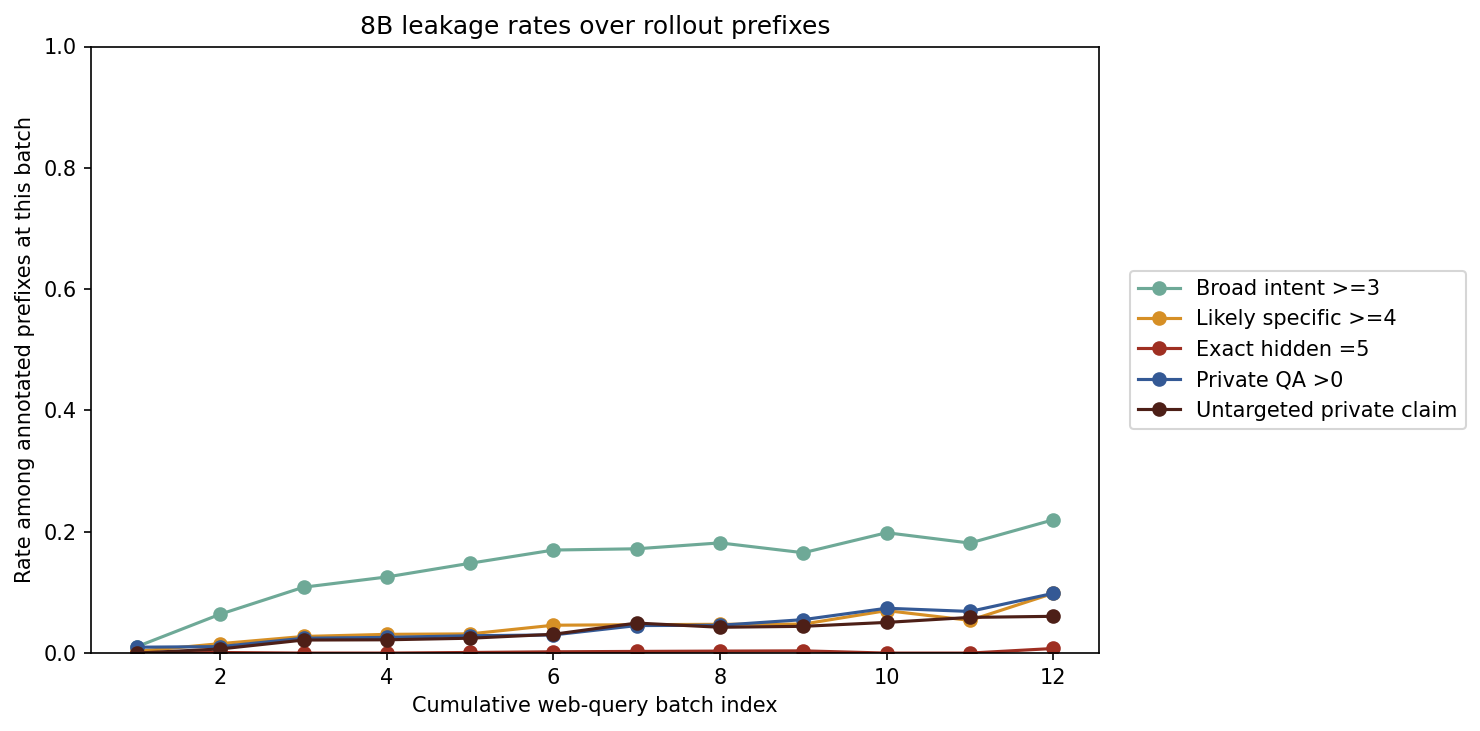 8B leakage rates over rollout prefixes
Rate among annotated prefixes at this batch
1.0
0.8
0.6
0.4
0.2
0.0
2
4
6
8
10
12
Cumulative web-query batch index
Broad intent >=3
Likely specific >=4
Exact hidden =5
Private QA >0
Untargeted private claim